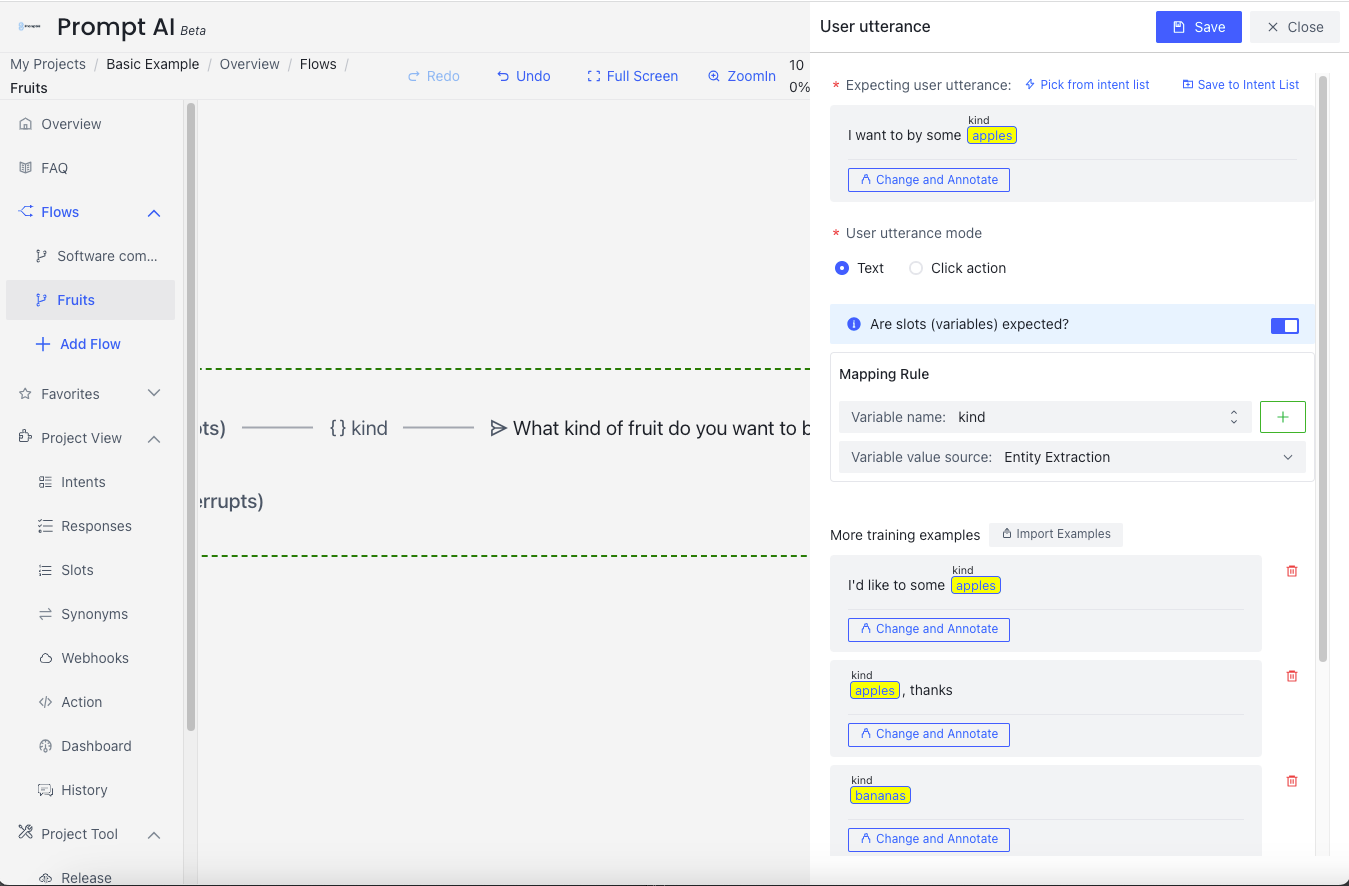 Prompt AI Beta
My Projects / Basic Example / Overview / Flows /
Fruits
Redo
Undo
Full Screen
ZoomIn
10
0%
Overview
FAQ
Flows
Software com...
Fruits
Add Flow
Favorites
Project View
Intents
Responses
Slots
Synonyms
Webhooks
Action
Dashboard
History
Project Tool
Release
pts)
{} kind
What kind of fruit do you want to b
errupts)
User utterance
Save
Close
* Expecting user utterance:
Pick from intent list
Save to Intent List
kind
I want to by some apples
Change and Annotate
* User utterance mode
Text
Click action
Are slots (variables) expected?
Mapping Rule
Variable name: kind
+
Variable value source: Entity Extraction
More training examples
Import Examples
kind
I'd like to some apples
Change and Annotate
kind
apples , thanks
Change and Annotate
kind
bananas
Change and Annotate